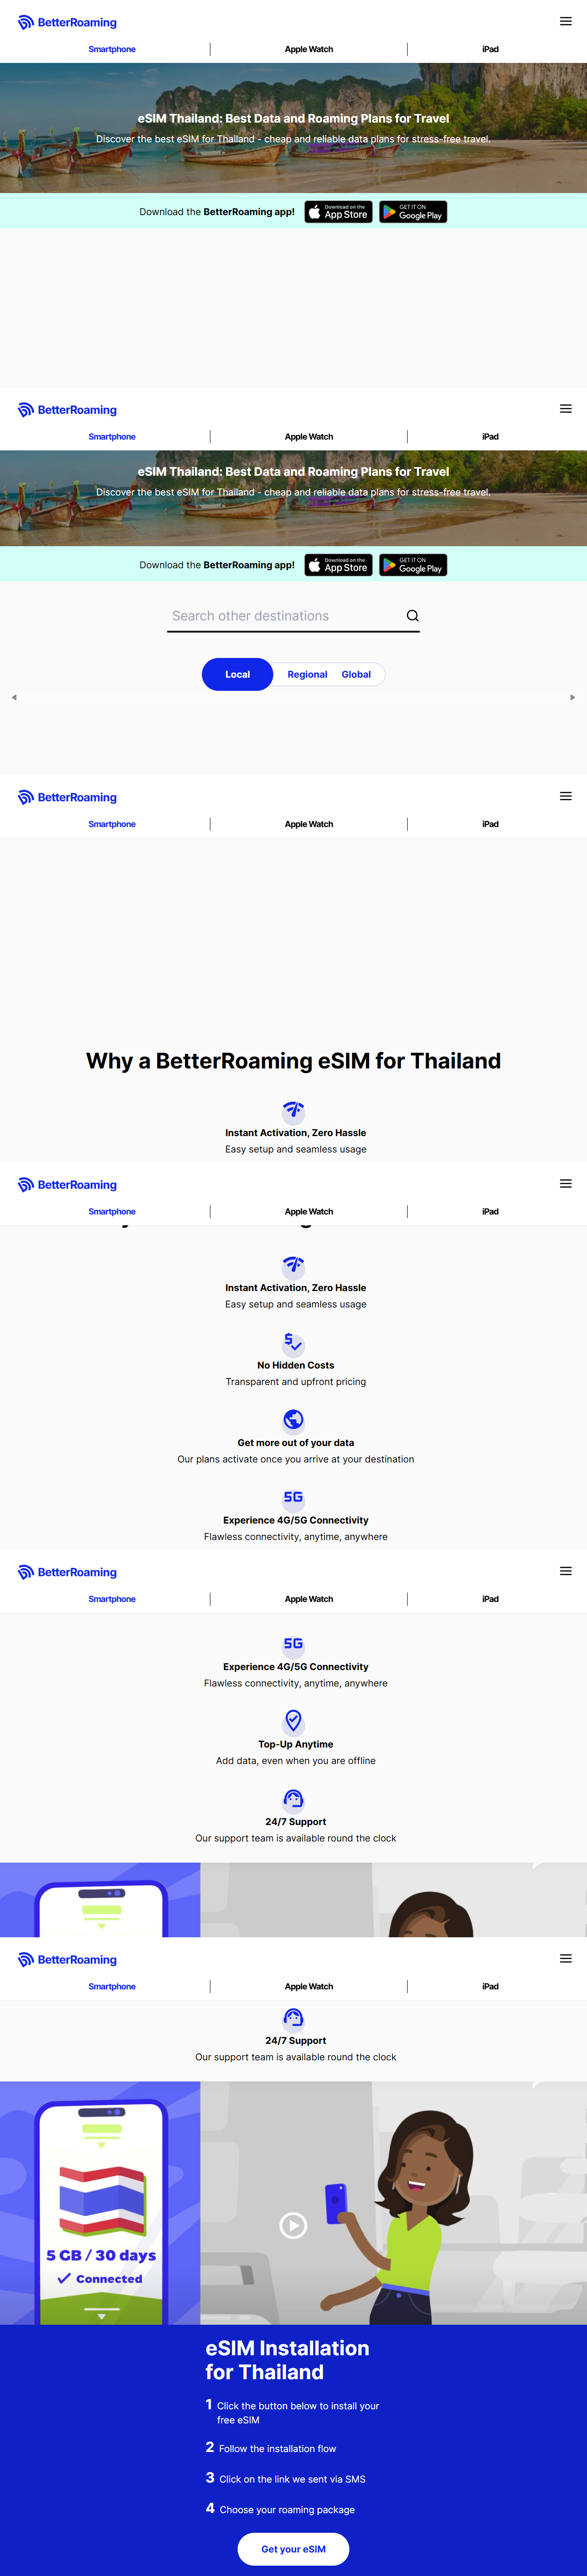 BetterRoaming
Smartphone
Apple Watch
iPad
eSIM Thailand: Best Data and Roaming Plans for Travel
Discover the best eSIM for Thailand - cheap and reliable data plans for stress-free travel.
Download the BetterRoaming app!
Download on the
App Store
GET IT ON
Google Play
BetterRoaming
Smartphone
Apple Watch
iPad
eSIM Thailand: Best Data and Roaming Plans for Travel
Discover the best eSIM for Thailand - cheap and reliable data plans for stress-free travel.
Download the BetterRoaming app!
Download on the
App Store
GET IT ON
Google Play
Search other destinations
Local
Regional
Global
BetterRoaming
Smartphone
Apple Watch
iPad
Why a BetterRoaming eSIM for Thailand
Instant Activation, Zero Hassle
Easy setup and seamless usage
BetterRoaming
Smartphone
Apple Watch
iPad
Instant Activation, Zero Hassle
Easy setup and seamless usage
$
No Hidden Costs
Transparent and upfront pricing
Get more out of your data
Our plans activate once you arrive at your destination
5G
Experience 4G/5G Connectivity
Flawless connectivity, anytime, anywhere
BetterRoaming
Smartphone
Apple Watch
iPad
5G
Experience 4G/5G Connectivity
Flawless connectivity, anytime, anywhere
Top-Up Anytime
Add data, even when you are offline
24/7 Support
Our support team is available round the clock
BetterRoaming
Smartphone
Apple Watch
iPad
24/7 Support
Our support team is available round the clock
5 GB / 30 days
Connected
eSIM Installation
for Thailand
1 Click the button below to install your
free eSIM
2 Follow the installation flow
3 Click on the link we sent via SMS
4 Choose your roaming package
Get your eSIM